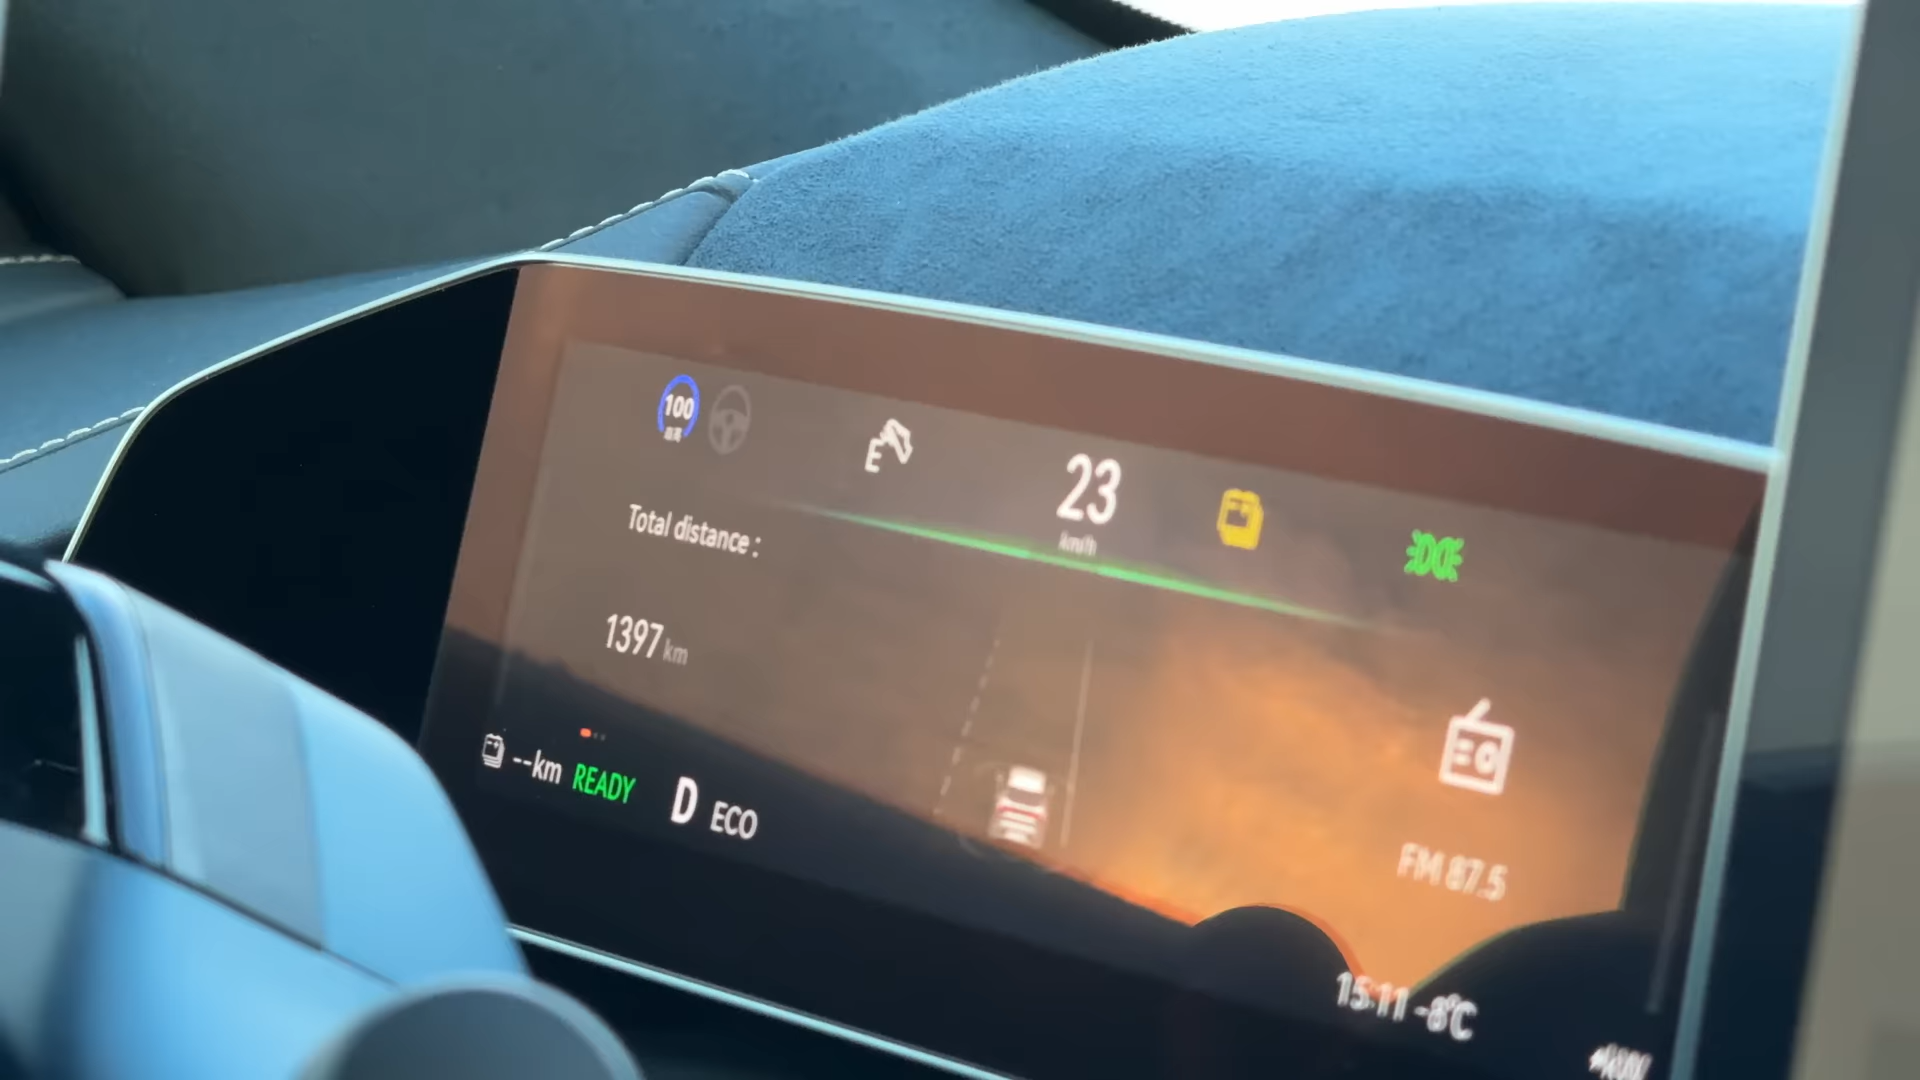 100
E
23
km/h
Total distance :
1397 km
--km READY D ECO
FM 87.5
15:11 -8°C